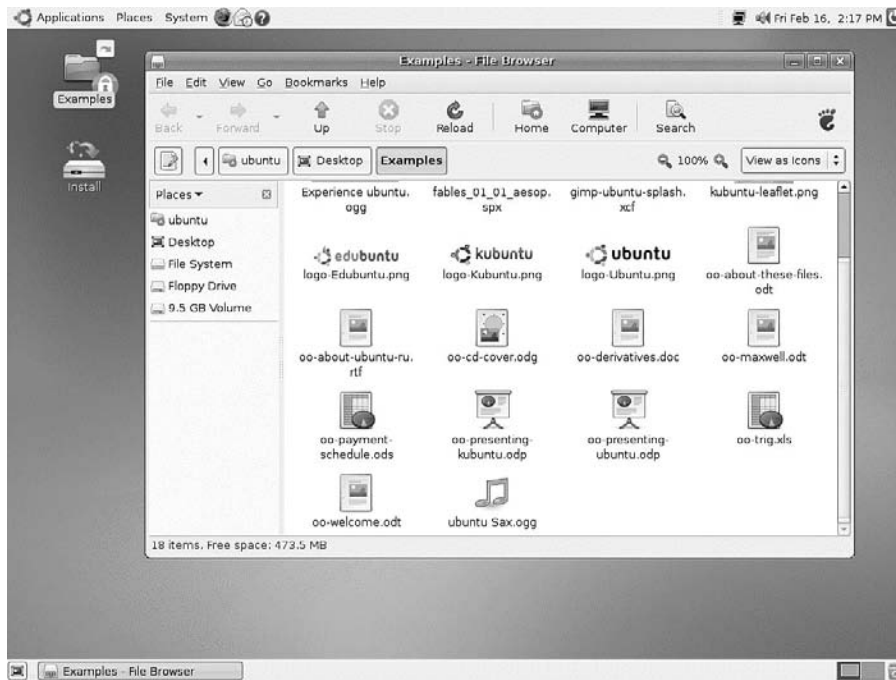 Applications Places System Fri Feb 16, 2:17 PM
Examples
Install
Examples - File Browser
File Edit View Go Bookmarks Help
Back Forward Up Stop Reload Home Computer Search
ubuntu Desktop Examples 100% View as Icons
Places
ubuntu
Desktop
File System
Floppy Drive
9.5 GB Volume
Experience ubuntu. fables_01_01_aesop. gimp-ubuntu-splash. kubuntu-leaflet.png
ogg spx xcf
edubuntu kubuntu ubuntu
logo-Edubuntu.png logo-Kubuntu.png logo-Ubuntu.png oo-about-these-files.
odt
oo-about-ubuntu-ru. oo-cd-cover.odg oo-derivatives.doc oo-maxwell.odt
rtf
oo-payment- oo-presenting- oo-presenting- oo-trig.xls
schedule.ods kubuntu.odp ubuntu.odp
oo-welcome.odt ubuntu Sax.ogg
18 items. Free space: 473.5 MB
Examples - File Browser